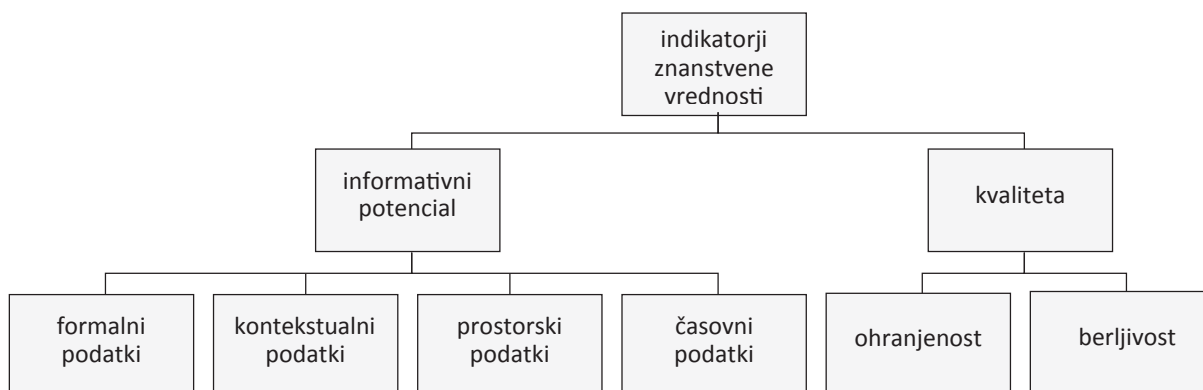 indikatorji
znanstvene
vrednosti
informativni
potencial
kvaliteta
formalni
podatki
kontekstualni
podatki
prostorski
podatki
časovni
podatki
ohranjenost
berljivost